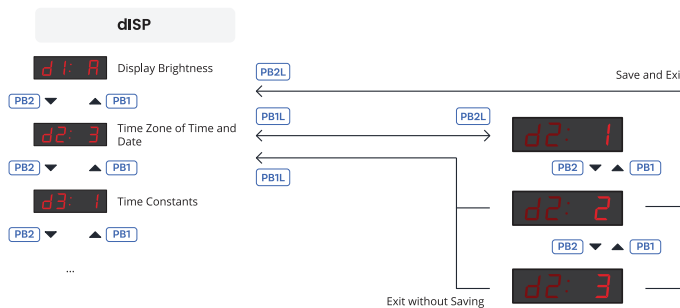 dISP
d1: A
Display Brightness
PB2L
Save and Exi
PB2
PB1
PB1L
PB2L
d2: 3
Time Zone of Time and
Date
d2: 1
PB2
PB1
PB1L
PB2
PB1
d3: 1
Time Constants
d2: 2
PB2
PB1
PB2
PB1
...
d2: 3
Exit without Saving